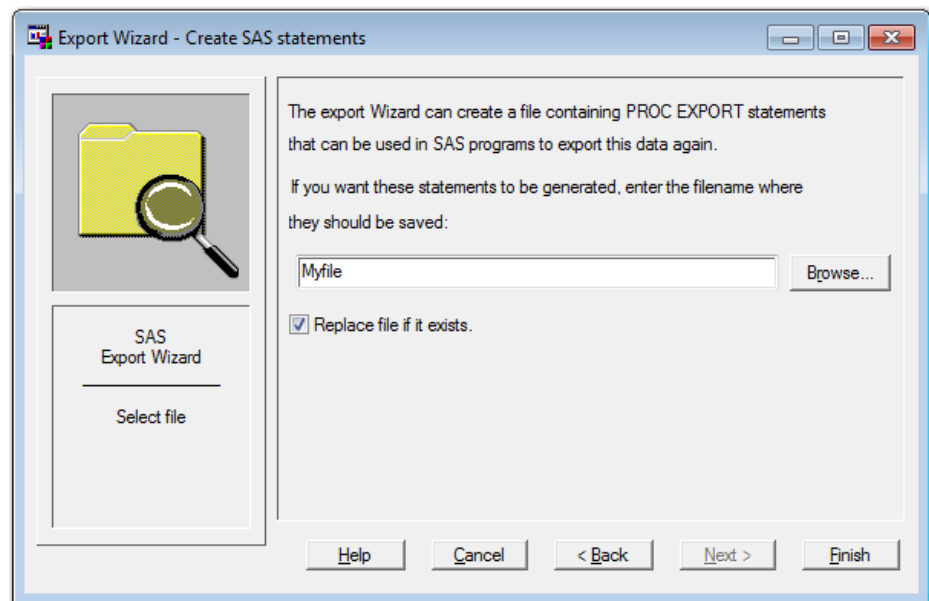 Export Wizard - Create SAS statements
The export Wizard can create a file containing PROC EXPORT statements
that can be used in SAS programs to export this data again.
If you want these statements to be generated, enter the filename where
they should be saved:
Myfile
Browse...
Replace file if it exists.
SAS
Export Wizard
Select file
Help
Cancel
< Back
Next >
Finish